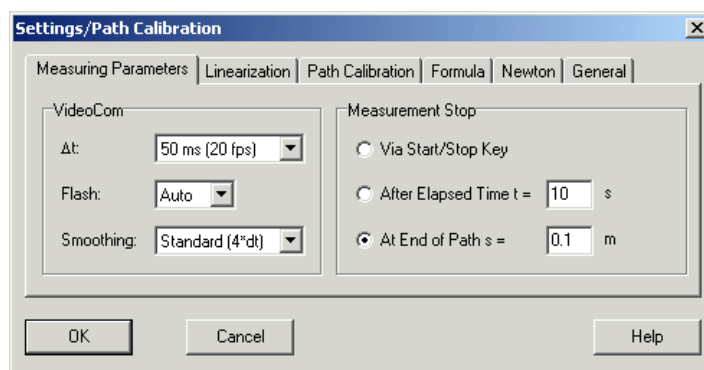 Settings/Path Calibration
Measuring Parameters Linearization Path Calibration Formula Newton General
VideoCom
Δt: 50 ms (20 fps)
Flash: Auto
Smoothing: Standard (4*dt)
Measurement Stop
Via Start/Stop Key
After Elapsed Time t = 10 s
At End of Path s = 0.1 m
OK Cancel Help